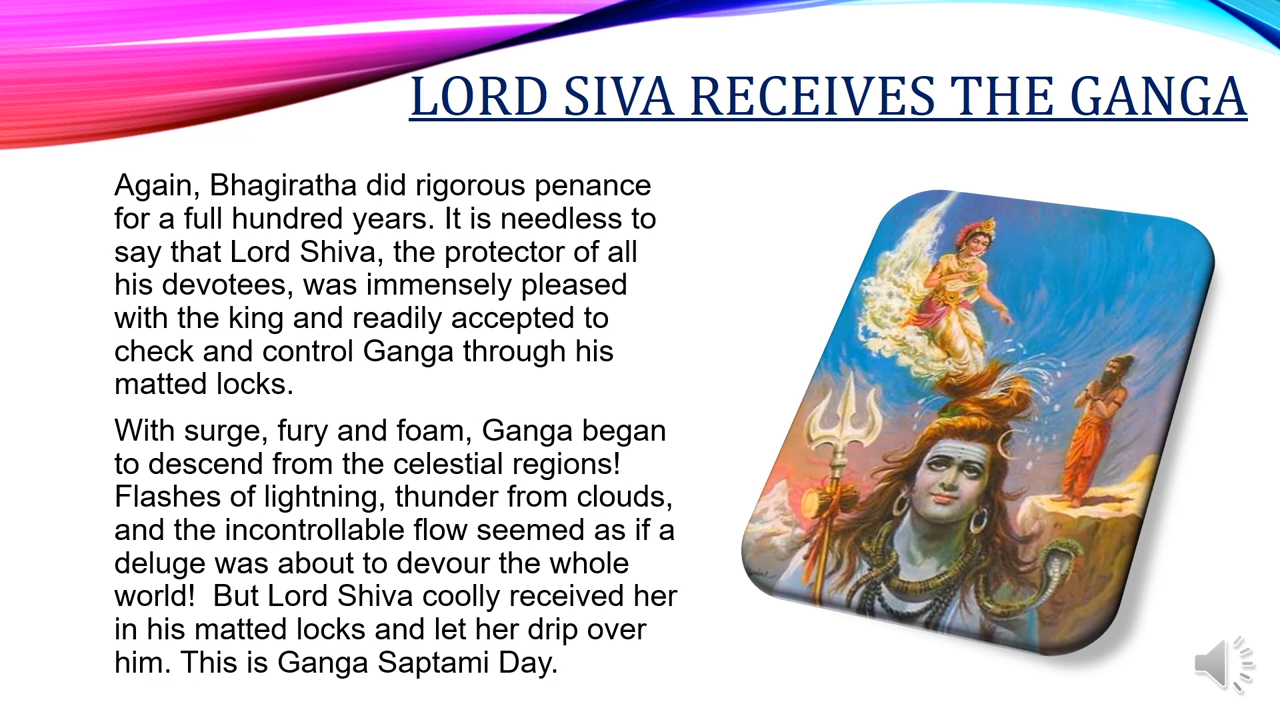 LORD SIVA RECEIVES THE GANGA
Again, Bhagiratha did rigorous penance
for a full hundred years. It is needless to
say that Lord Shiva, the protector of all
his devotees, was immensely pleased
with the king and readily accepted to
check and control Ganga through his
matted locks.
With surge, fury and foam, Ganga began
to descend from the celestial regions!
Flashes of lightning, thunder from clouds,
and the incontrollable flow seemed as if a
deluge was about to devour the whole
world!  But Lord Shiva coolly received her
in his matted locks and let her drip over
him. This is Ganga Saptami Day.